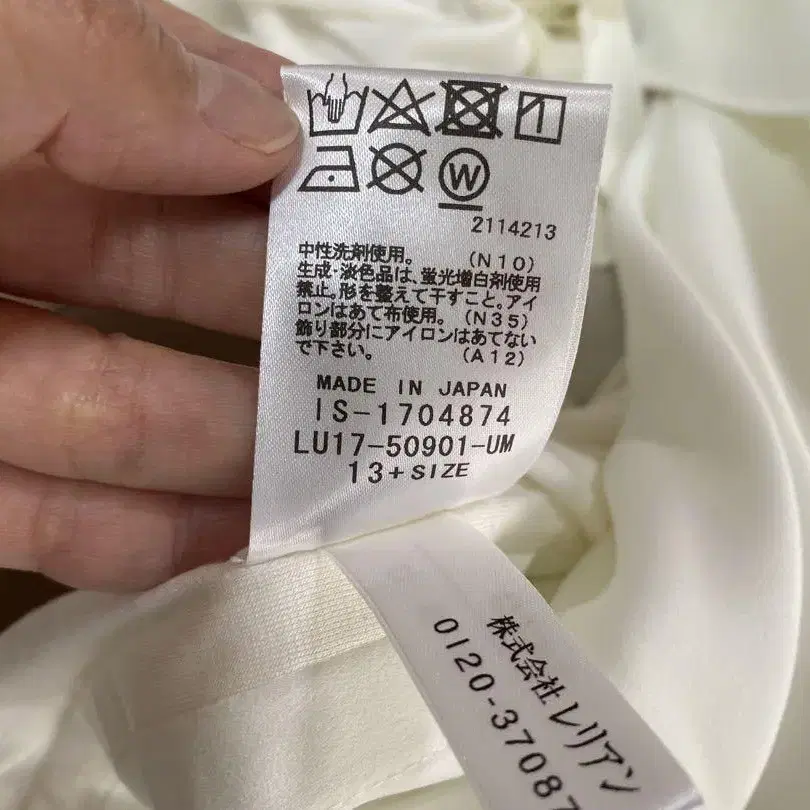 W
2114213
中性洗剤使用。 (N10)
生成・淡色品は、蛍光増白剤使用
禁止。形を整えて干すこと。アイ
ロンはあて布使用。(N35)
飾り部分にアイロンはあてない
で下さい。 (A12)
MADE IN JAPAN
IS-1704874
LU17-50901-UM
13+SIZE
株式会社レリアン
0120-37087